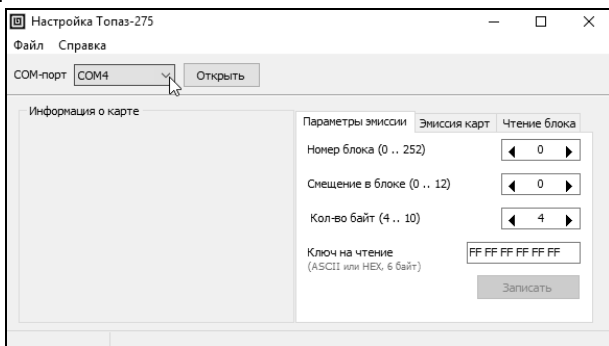 Настройка Топаз-275
Файл Справка
COM-порт COM4 Открыть
Информация о карте
Параметры эмиссии Эмиссия карт Чтение блока
Номер блока (0 .. 252) 0
Смещение в блоке (0 .. 12) 0
Кол-во байт (4 .. 10) 4
Ключ на чтение FF FF FF FF FF FF
(ASCII или HEX, 6 байт)
Записать